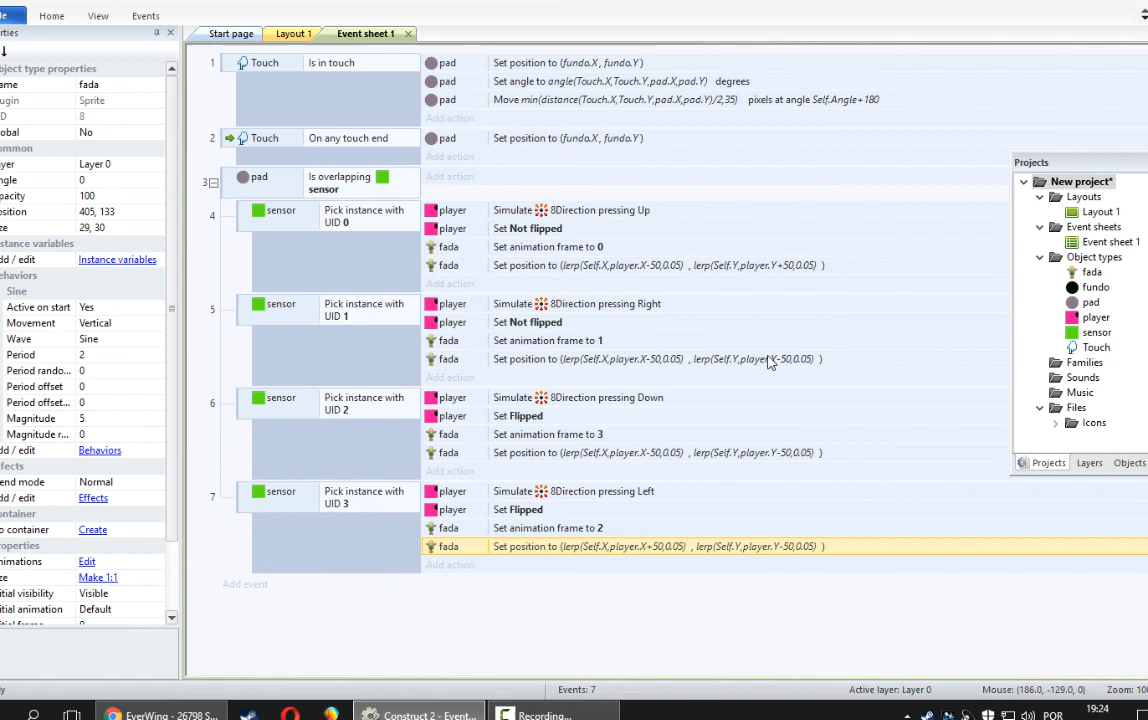 Home View Events
Start page Layout 1 Event sheet 1
1 Touch Is in touch pad Set position to (fundo.X , fundo.Y )
pad Set angle to angle(Touch.X,Touch.Y,pad.X,pad.Y) degrees
pad Move min(distance(Touch.X,Touch.Y,pad.X,pad.Y)/2,35) pixels at angle Self.Angle+180
Add action
2 Touch On any touch end pad Set position to (fundo.X , fundo.Y )
Add action
3 pad Is overlapping Add action
sensor
4 sensor Pick instance with player Simulate 8Direction pressing Up
UID 0 player Set Not flipped
fada Set animation frame to 0
fada Set position to (lerp(Self.X,player.X-50,0.05) , lerp(Self.Y,player.Y+50,0.05) )
Add action
5 sensor Pick instance with player Simulate 8Direction pressing Right
UID 1 player Set Not flipped
fada Set animation frame to 1
fada Set position to (lerp(Self.X,player.X-50,0.05) , lerp(Self.Y,player.Y-50,0.05) )
Add action
6 sensor Pick instance with player Simulate 8Direction pressing Down
UID 2 player Set Flipped
fada Set animation frame to 3
fada Set position to (lerp(Self.X,player.X-50,0.05) , lerp(Self.Y,player.Y-50,0.05) )
Add action
7 sensor Pick instance with player Simulate 8Direction pressing Left
UID 3 player Set Flipped
fada Set animation frame to 2
fada Set position to (lerp(Self.X,player.X+50,0.05) , lerp(Self.Y,player.Y-50,0.05) )
Add action
Add event
rties
bject type properties
ame fada
ugin Sprite
D 8
obal No
ommon
yer Layer 0
ngle 0
pacity 100
osition 405, 133
ze 29, 30
stance variables
dd / edit Instance variables
ehaviors
Sine
Active on start Yes
Movement Vertical
Wave Sine
Period 2
Period rando... 0
Period offset 0
Period offset... 0
Magnitude 5
Magnitude r... 0
dd / edit Behaviors
ffects
end mode Normal
dd / edit Effects
ontainer
o container Create
roperties
nimations Edit
ze Make 1:1
itial visibility Visible
itial animation Default
Projects
New project*
Layouts
Layout 1
Event sheets
Event sheet 1
Object types
fada
fundo
pad
player
sensor
Touch
Families
Sounds
Music
Files
Icons
Projects Layers Objects
Events: 7 Active layer: Layer 0 Mouse: (186.0, -129.0, 0) Zoom: 10
EverWing - 26798 S... Construct 2 - Event... Recording... POR 19:24